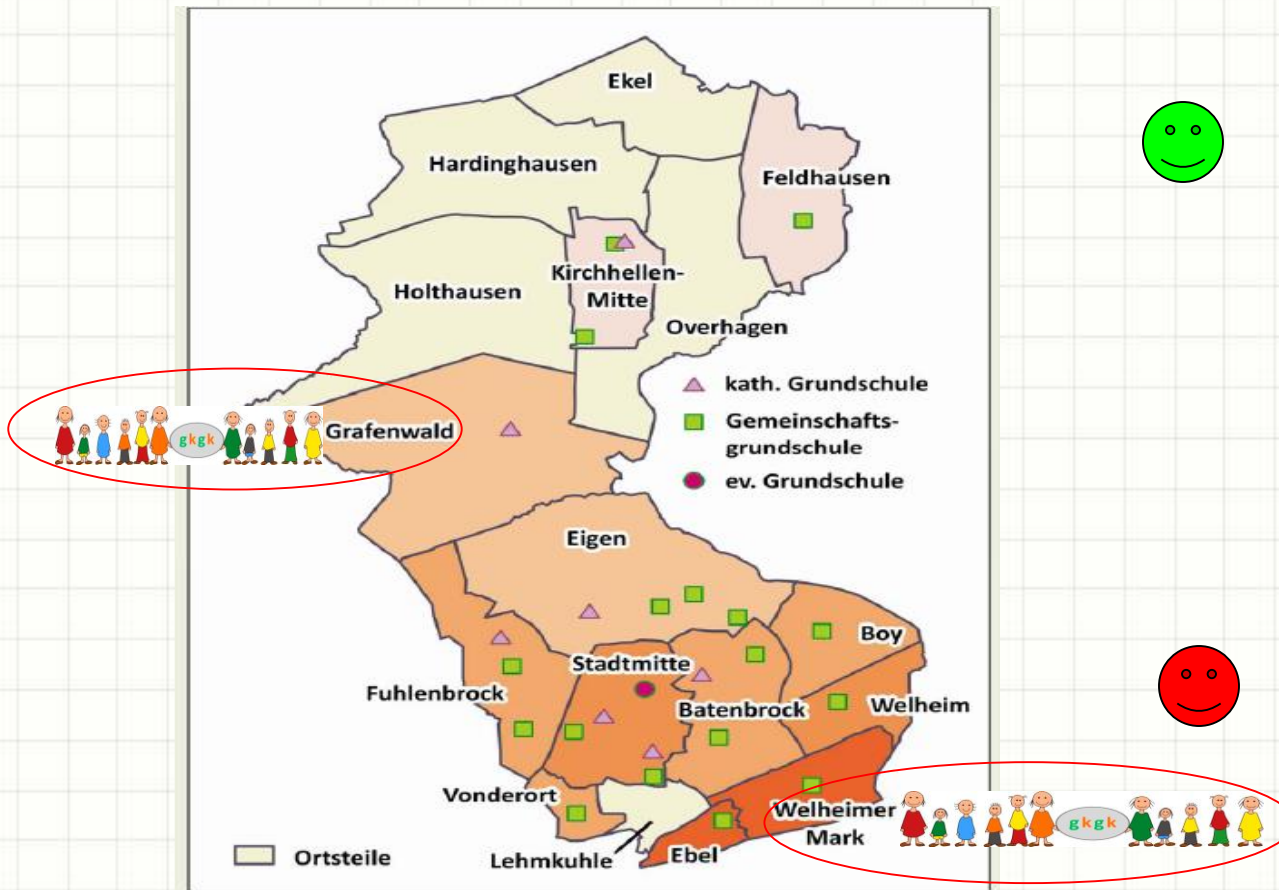 Ekel
Hardinghausen
Feldhausen
Kirchhellen-
Mitte
Holthausen
Overhagen
kath. Grundschule
Gemeinschafts-
grundschule
ev. Grundschule
gkgk
Grafenwald
Eigen
Boy
Stadtmitte
Fuhlenbrock
Batenbrock
Welheim
Vonderort
Welheimer
Mark
gkgk
Ortsteile
Lehmkuhle
Ebel